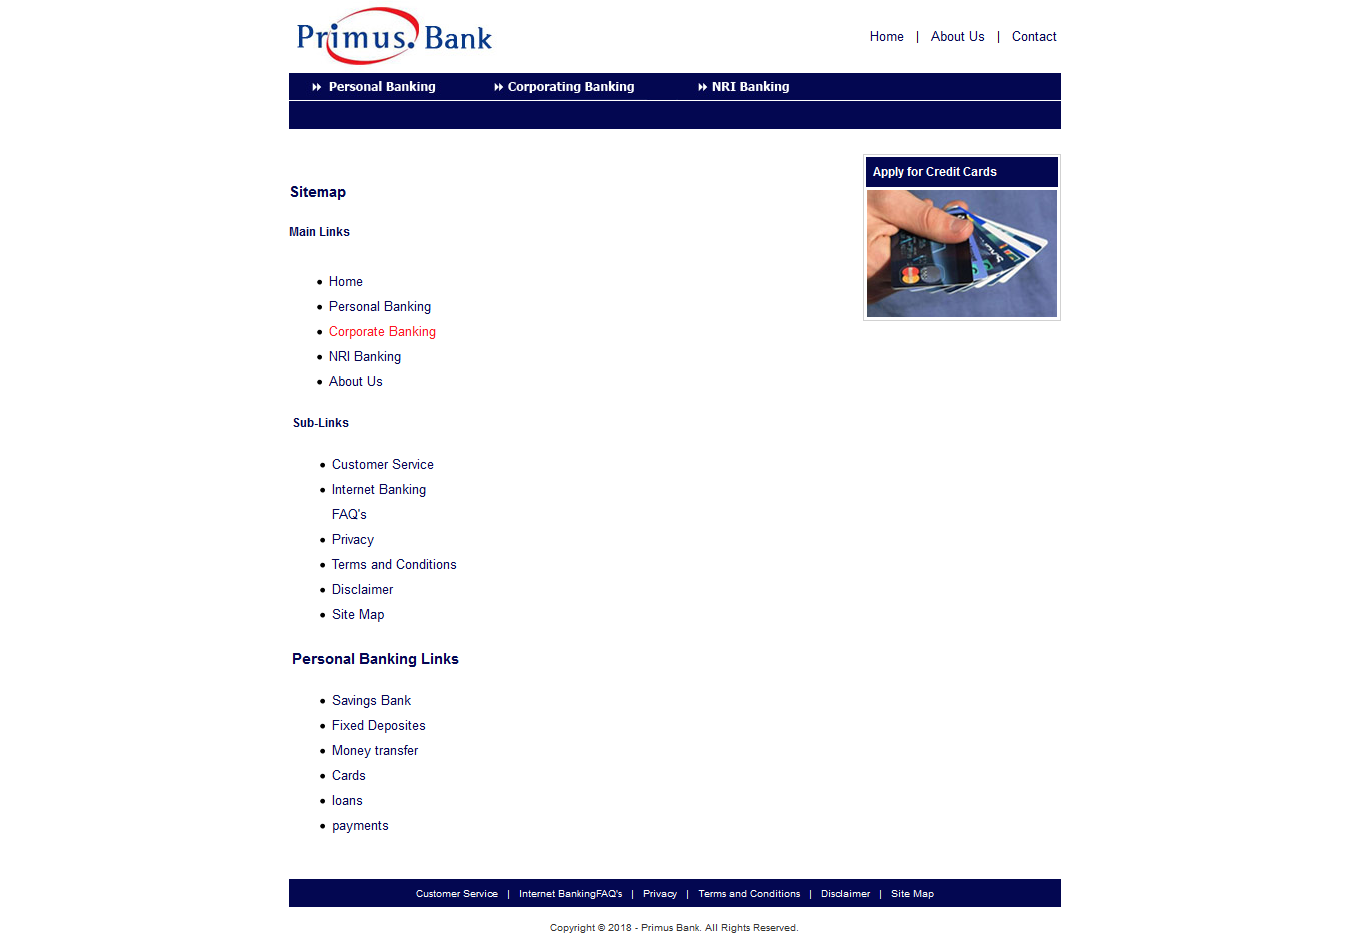 Primus. Bank
Home | About Us | Contact
Personal Banking Corporating Banking NRI Banking
Apply for Credit Cards
Sitemap
Main Links
Home
Personal Banking
Corporate Banking
NRI Banking
About Us
Sub-Links
Customer Service
Internet Banking
FAQ's
Privacy
Terms and Conditions
Disclaimer
Site Map
Personal Banking Links
Savings Bank
Fixed Deposites
Money transfer
Cards
loans
payments
Customer Service | Internet BankingFAQ's | Privacy | Terms and Conditions | Disclaimer | Site Map
Copyright © 2018 - Primus Bank. All Rights Reserved.